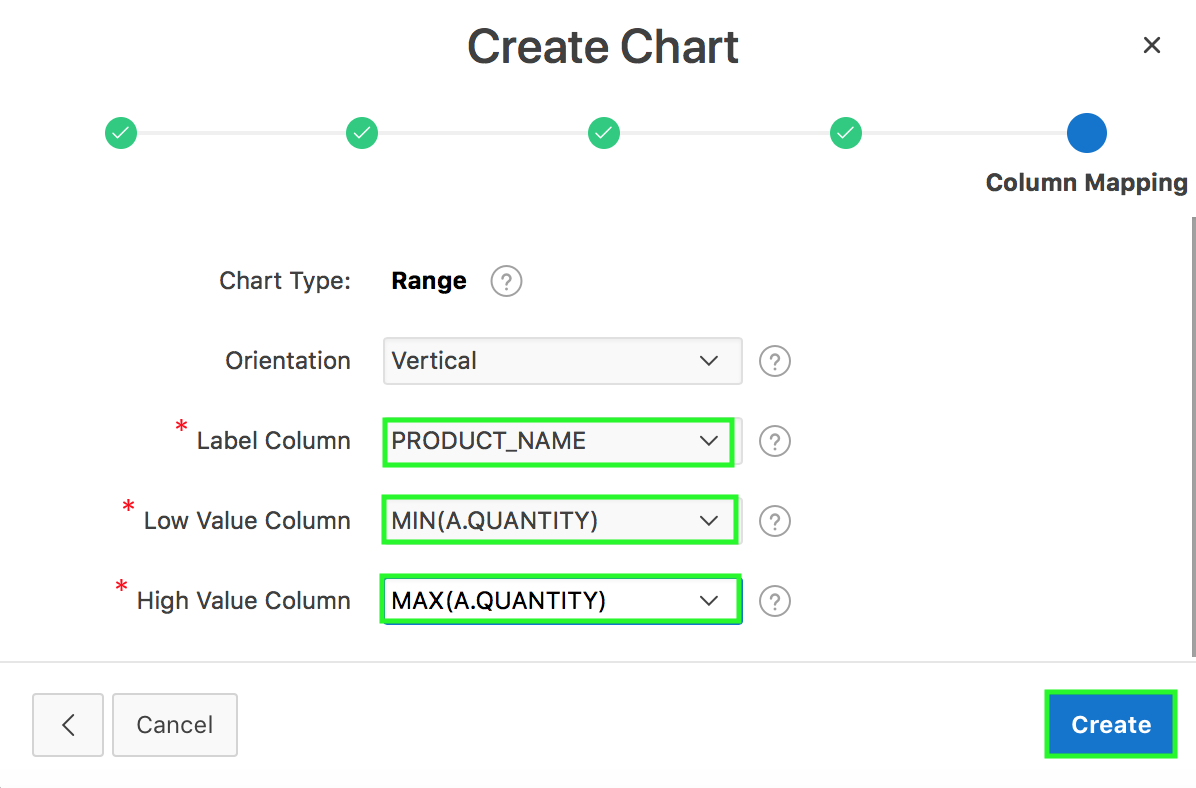 Create Chart
Column Mapping
Chart Type: Range ?
Orientation Vertical ?
* Label Column PRODUCT_NAME ?
* Low Value Column MIN(A.QUANTITY) ?
* High Value Column MAX(A.QUANTITY) ?
Cancel Create